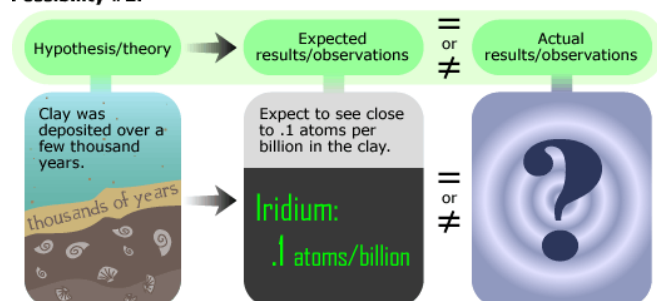 Hypothesis/theory
Expected
results/observations
=
or
≠
Actual
results/observations
Clay was
deposited over a
few thousand
years.
thousands of years
Expect to see close
to .1 atoms per
billion in the clay.
Iridium:
.1 atoms/billion
=
or
≠
?